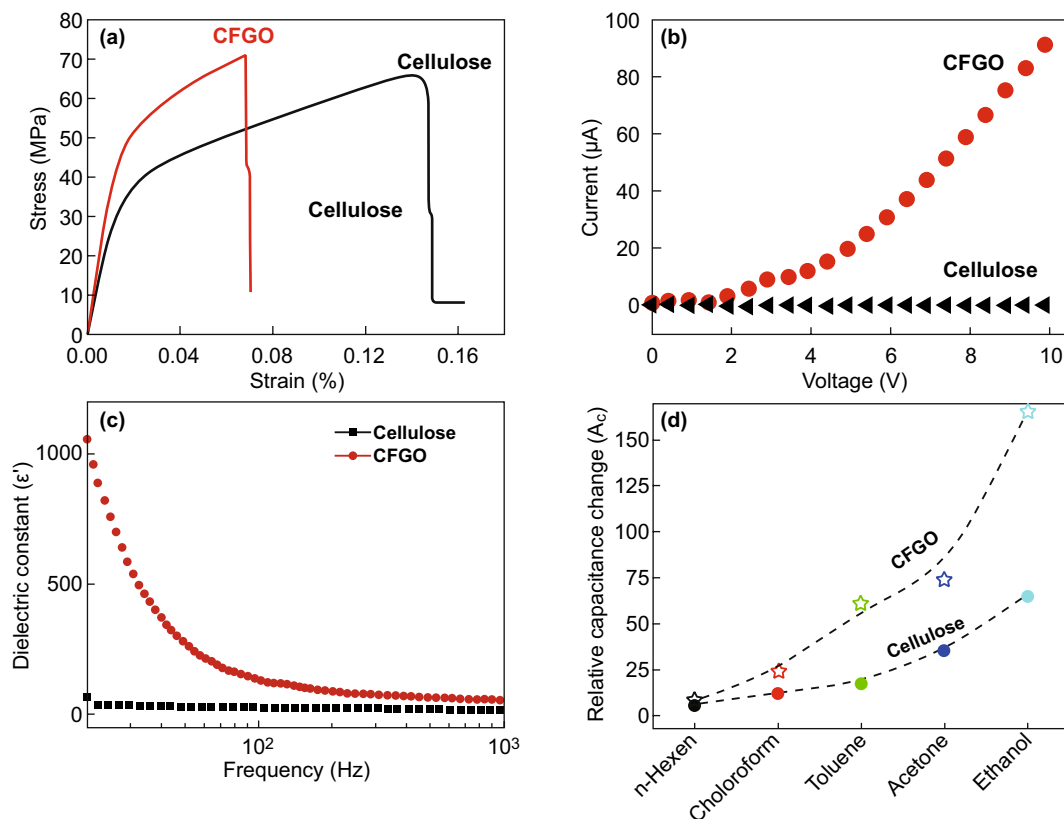 (a)
CFGO
Cellulose
Cellulose
Stress (MPa)
80
70
60
50
40
30
20
10
0
0.00 0.04 0.08 0.12 0.16
Strain (%)
(b)
CFGO
Cellulose
Current (µA)
100
80
60
40
20
0
0 2 4 6 8 10
Voltage (V)
(c)
Cellulose
CFGO
Dielectric constant (ε')
1000
500
0
10²
10³
Frequency (Hz)
(d)
CFGO
Cellulose
Relative capacitance change (A_C)
150
125
100
75
50
25
0
n-Hexen
Choloroform
Toluene
Acetone
Ethanol